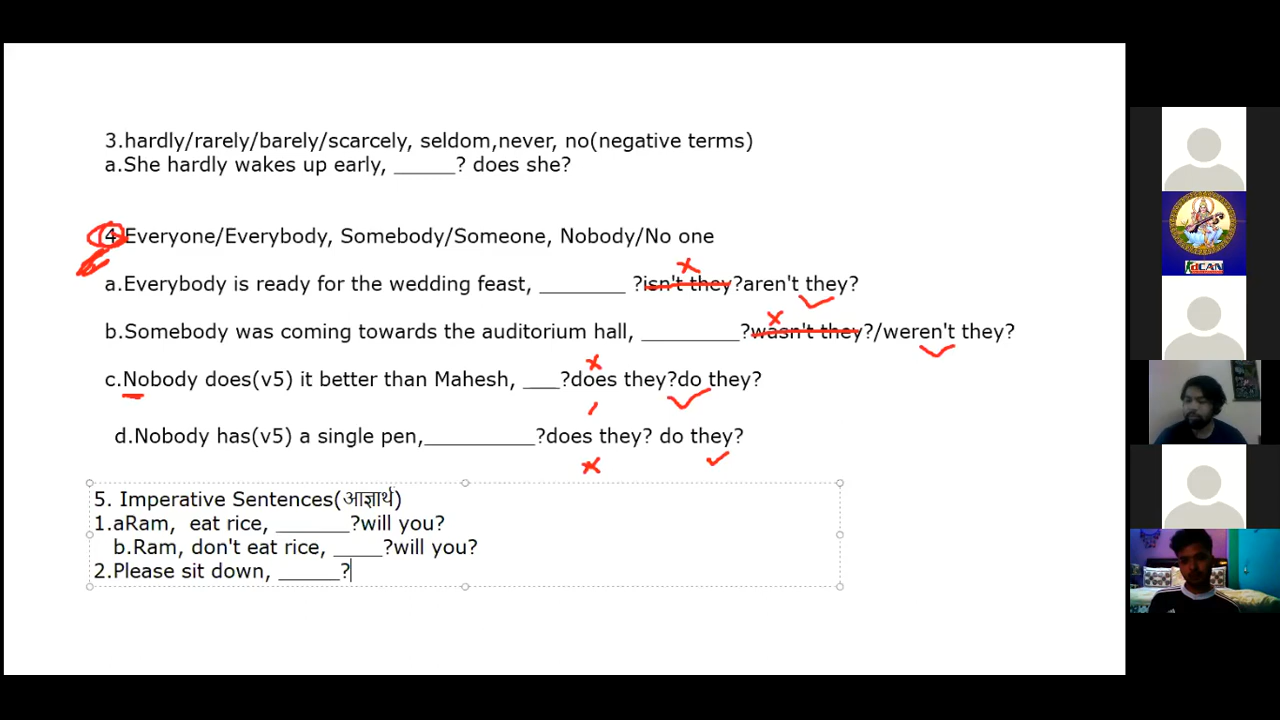 3.hardly/rarely/barely/scarcely, seldom,never, no(negative terms)
a.She hardly wakes up early, ______? does she?
4.Everyone/Everybody, Somebody/Someone, Nobody/No one
a.Everybody is ready for the wedding feast, ________ ?isn't they?aren't they?
b.Somebody was coming towards the auditorium hall, __________?wasn't they?/weren't they?
c.Nobody does(v5) it better than Mahesh, ___?does they?do they?
d.Nobody has(v5) a single pen,___________?does they? do they?
5. Imperative Sentences(आज्ञार्थ)
1.aRam,  eat rice, _______?will you?
b.Ram, don't eat rice, _____?will you?
2.Please sit down, ______?